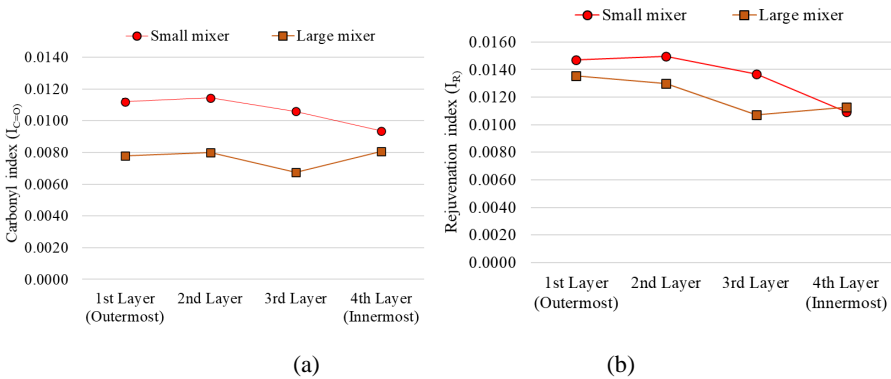 Small mixer
Large mixer
Carbonyl index (I_C=O)
0.0140
0.0120
0.0100
0.0080
0.0060
0.0040
0.0020
0.0000
1st Layer
(Outermost)
2nd Layer
3rd Layer
4th Layer
(Innermost)
(a)
Small mixer
Large mixer
Rejuvenation index (I_R)
0.0160
0.0140
0.0120
0.0100
0.0080
0.0060
0.0040
0.0020
0.0000
1st Layer
(Outermost)
2nd Layer
3rd Layer
4th Layer
(Innermost)
(b)